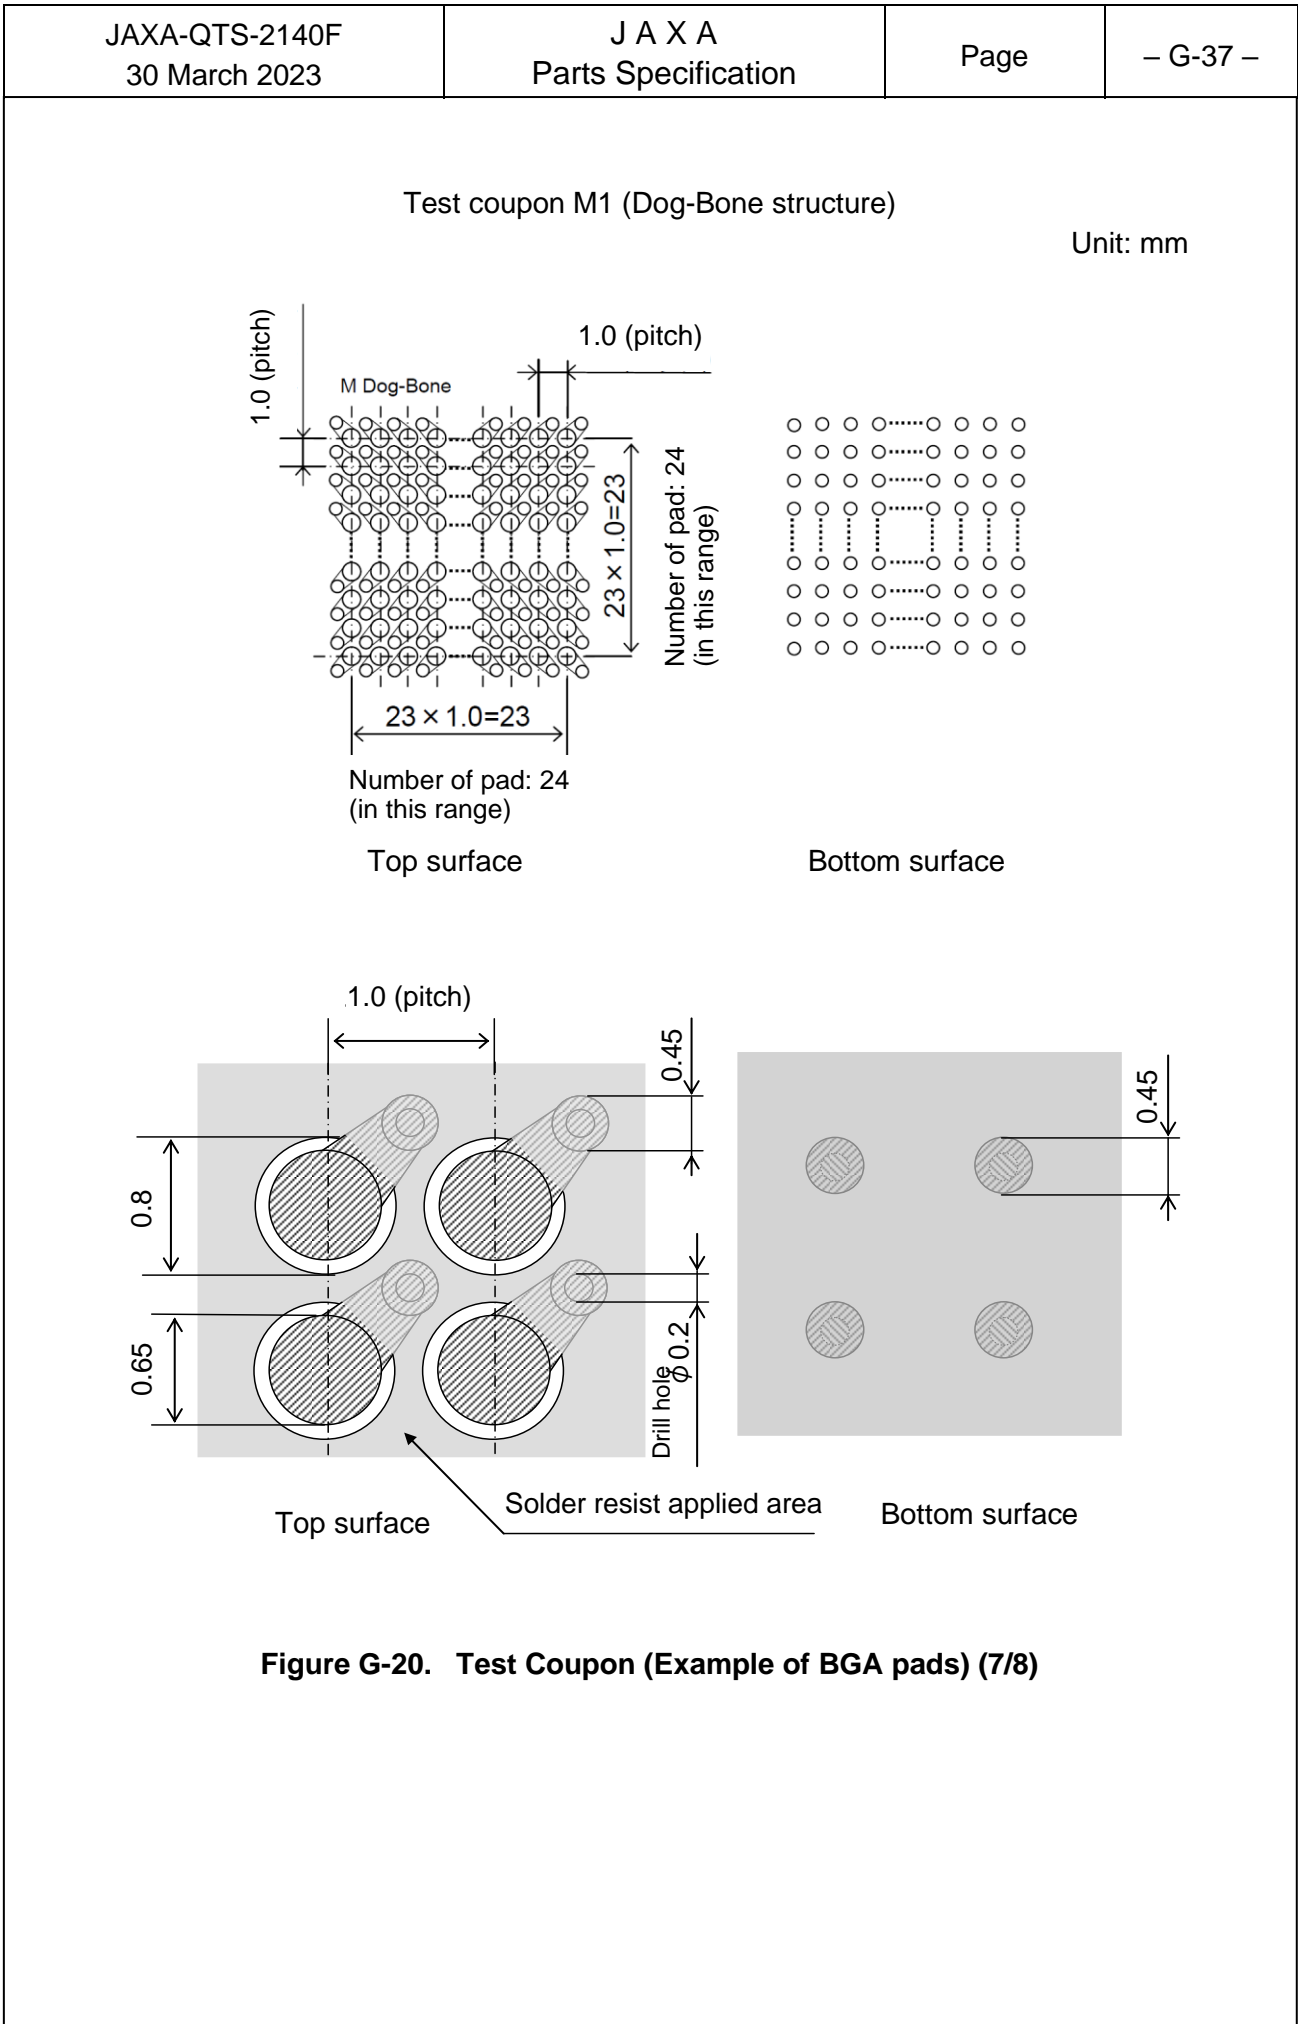 JAXA-QTS-2140F
30 March 2023
J A X A
Parts Specification
Page
– G-37 –
Test coupon M1 (Dog-Bone structure)
Unit: mm
1.0 (pitch)
1.0 (pitch)
M Dog-Bone
23×1.0=23
Number of pad: 24
(in this range)
23×1.0=23
Number of pad: 24
(in this range)
Top surface
Bottom surface
1.0 (pitch)
0.45
0.45
0.8
0.65
Drill hole
ϕ 0.2
Solder resist applied area
Top surface
Bottom surface
Figure G-20. Test Coupon (Example of BGA pads) (7/8)